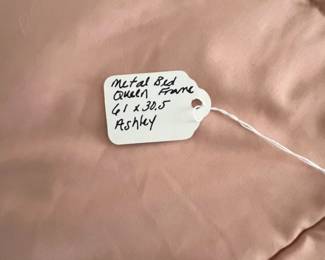 Metal Bed
Queen Frame
61 x 30.5
Ashley